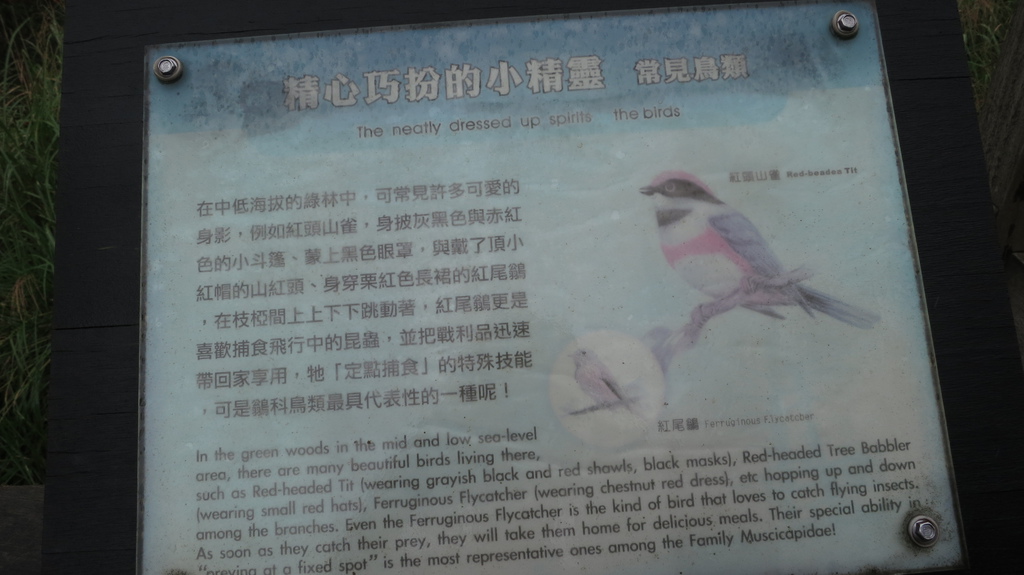 精心巧扮的小精靈 常見鳥類
The neatly dressed up spirits the birds
紅頭山雀 Red-headed Tit
在中低海拔的綠林中，可常見許多可愛的
身影，例如紅頭山雀，身披灰黑色與赤紅
色的小斗篷、蒙上黑色眼罩，與戴了頂小
紅帽的山紅頭、身穿栗紅色長裙的紅尾鶲
，在枝椏間上上下下跳動著，紅尾鶲更是
喜歡捕食飛行中的昆蟲，並把戰利品迅速
帶回家享用，牠「定點捕食」的特殊技能
，可是鶲科鳥類最具代表性的一種呢！
紅尾鶲 Ferruginous Flycatcher
In the green woods in the mid and low, sea-level
area, there are many beautiful birds living there,
such as Red-headed Tit (wearing grayish black and red shawls, black masks), Red-headed Tree Babbler
(wearing small red hats), Ferruginous Flycatcher (wearing chestnut red dress), etc hopping up and down
among the branches. Even the Ferruginous Flycatcher is the kind of bird that loves to catch flying insects.
As soon as they catch their prey, they will take them home for delicious meals. Their special ability in
"preying at a fixed spot" is the most representative ones among the Family Muscicapidae!